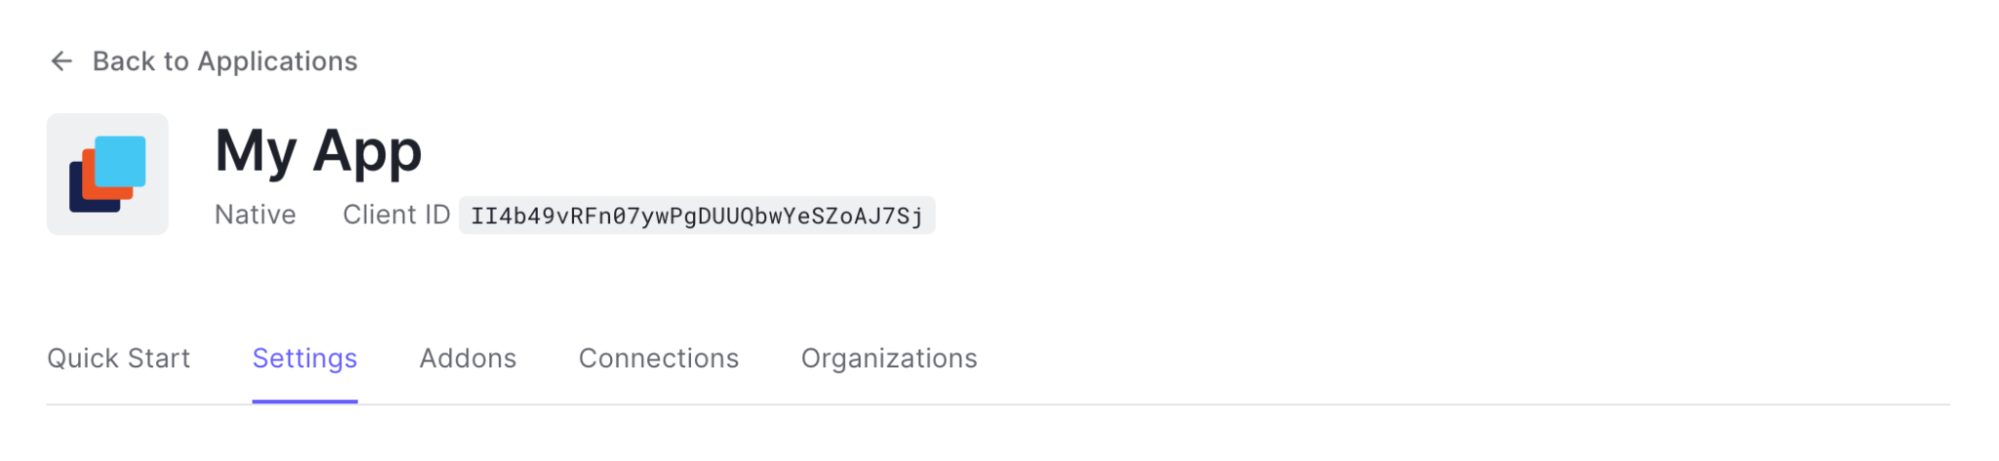 Back to Applications
My App
Native Client ID II4b49vRFn07ywPgDUUQbwYeSZoAJ7Sj
Quick Start Settings Addons Connections Organizations